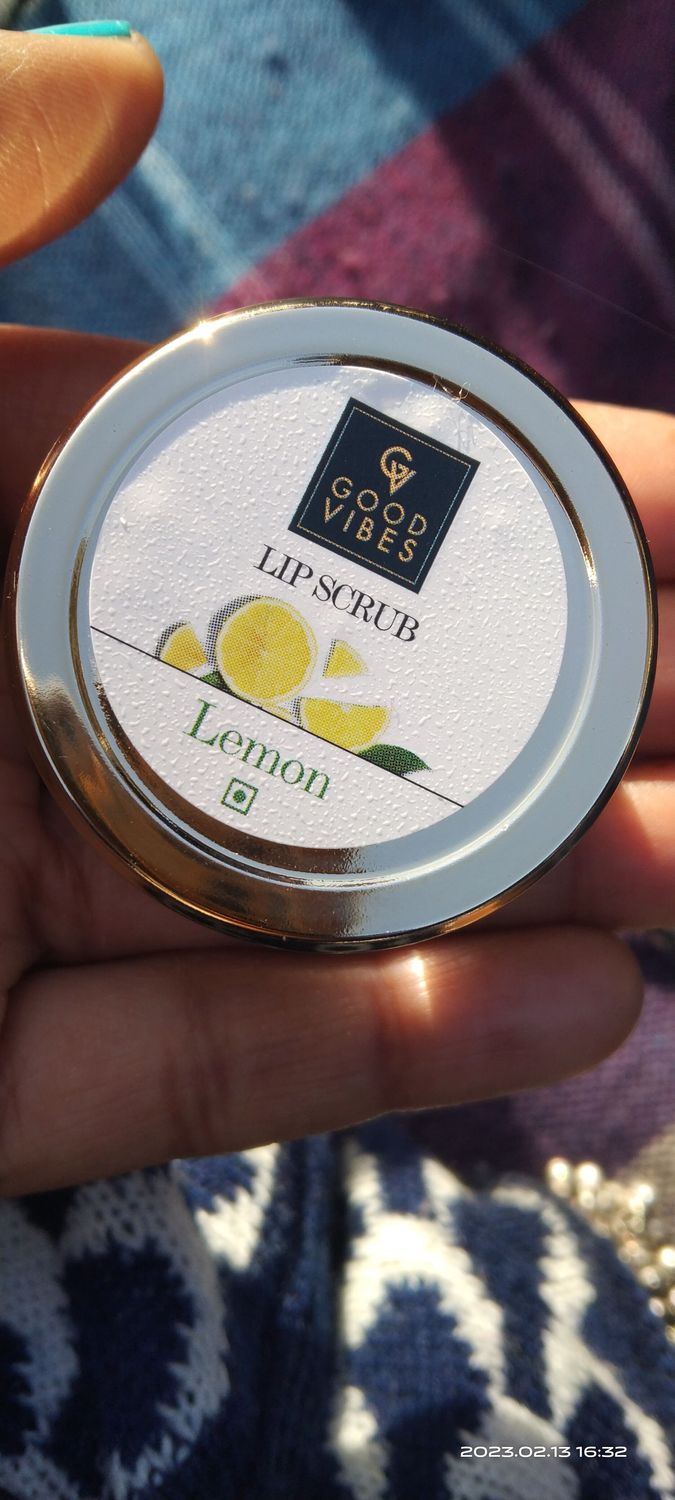 GV
GOOD
VIBES
LIP SCRUB
Lemon
2023.02.13 16:32